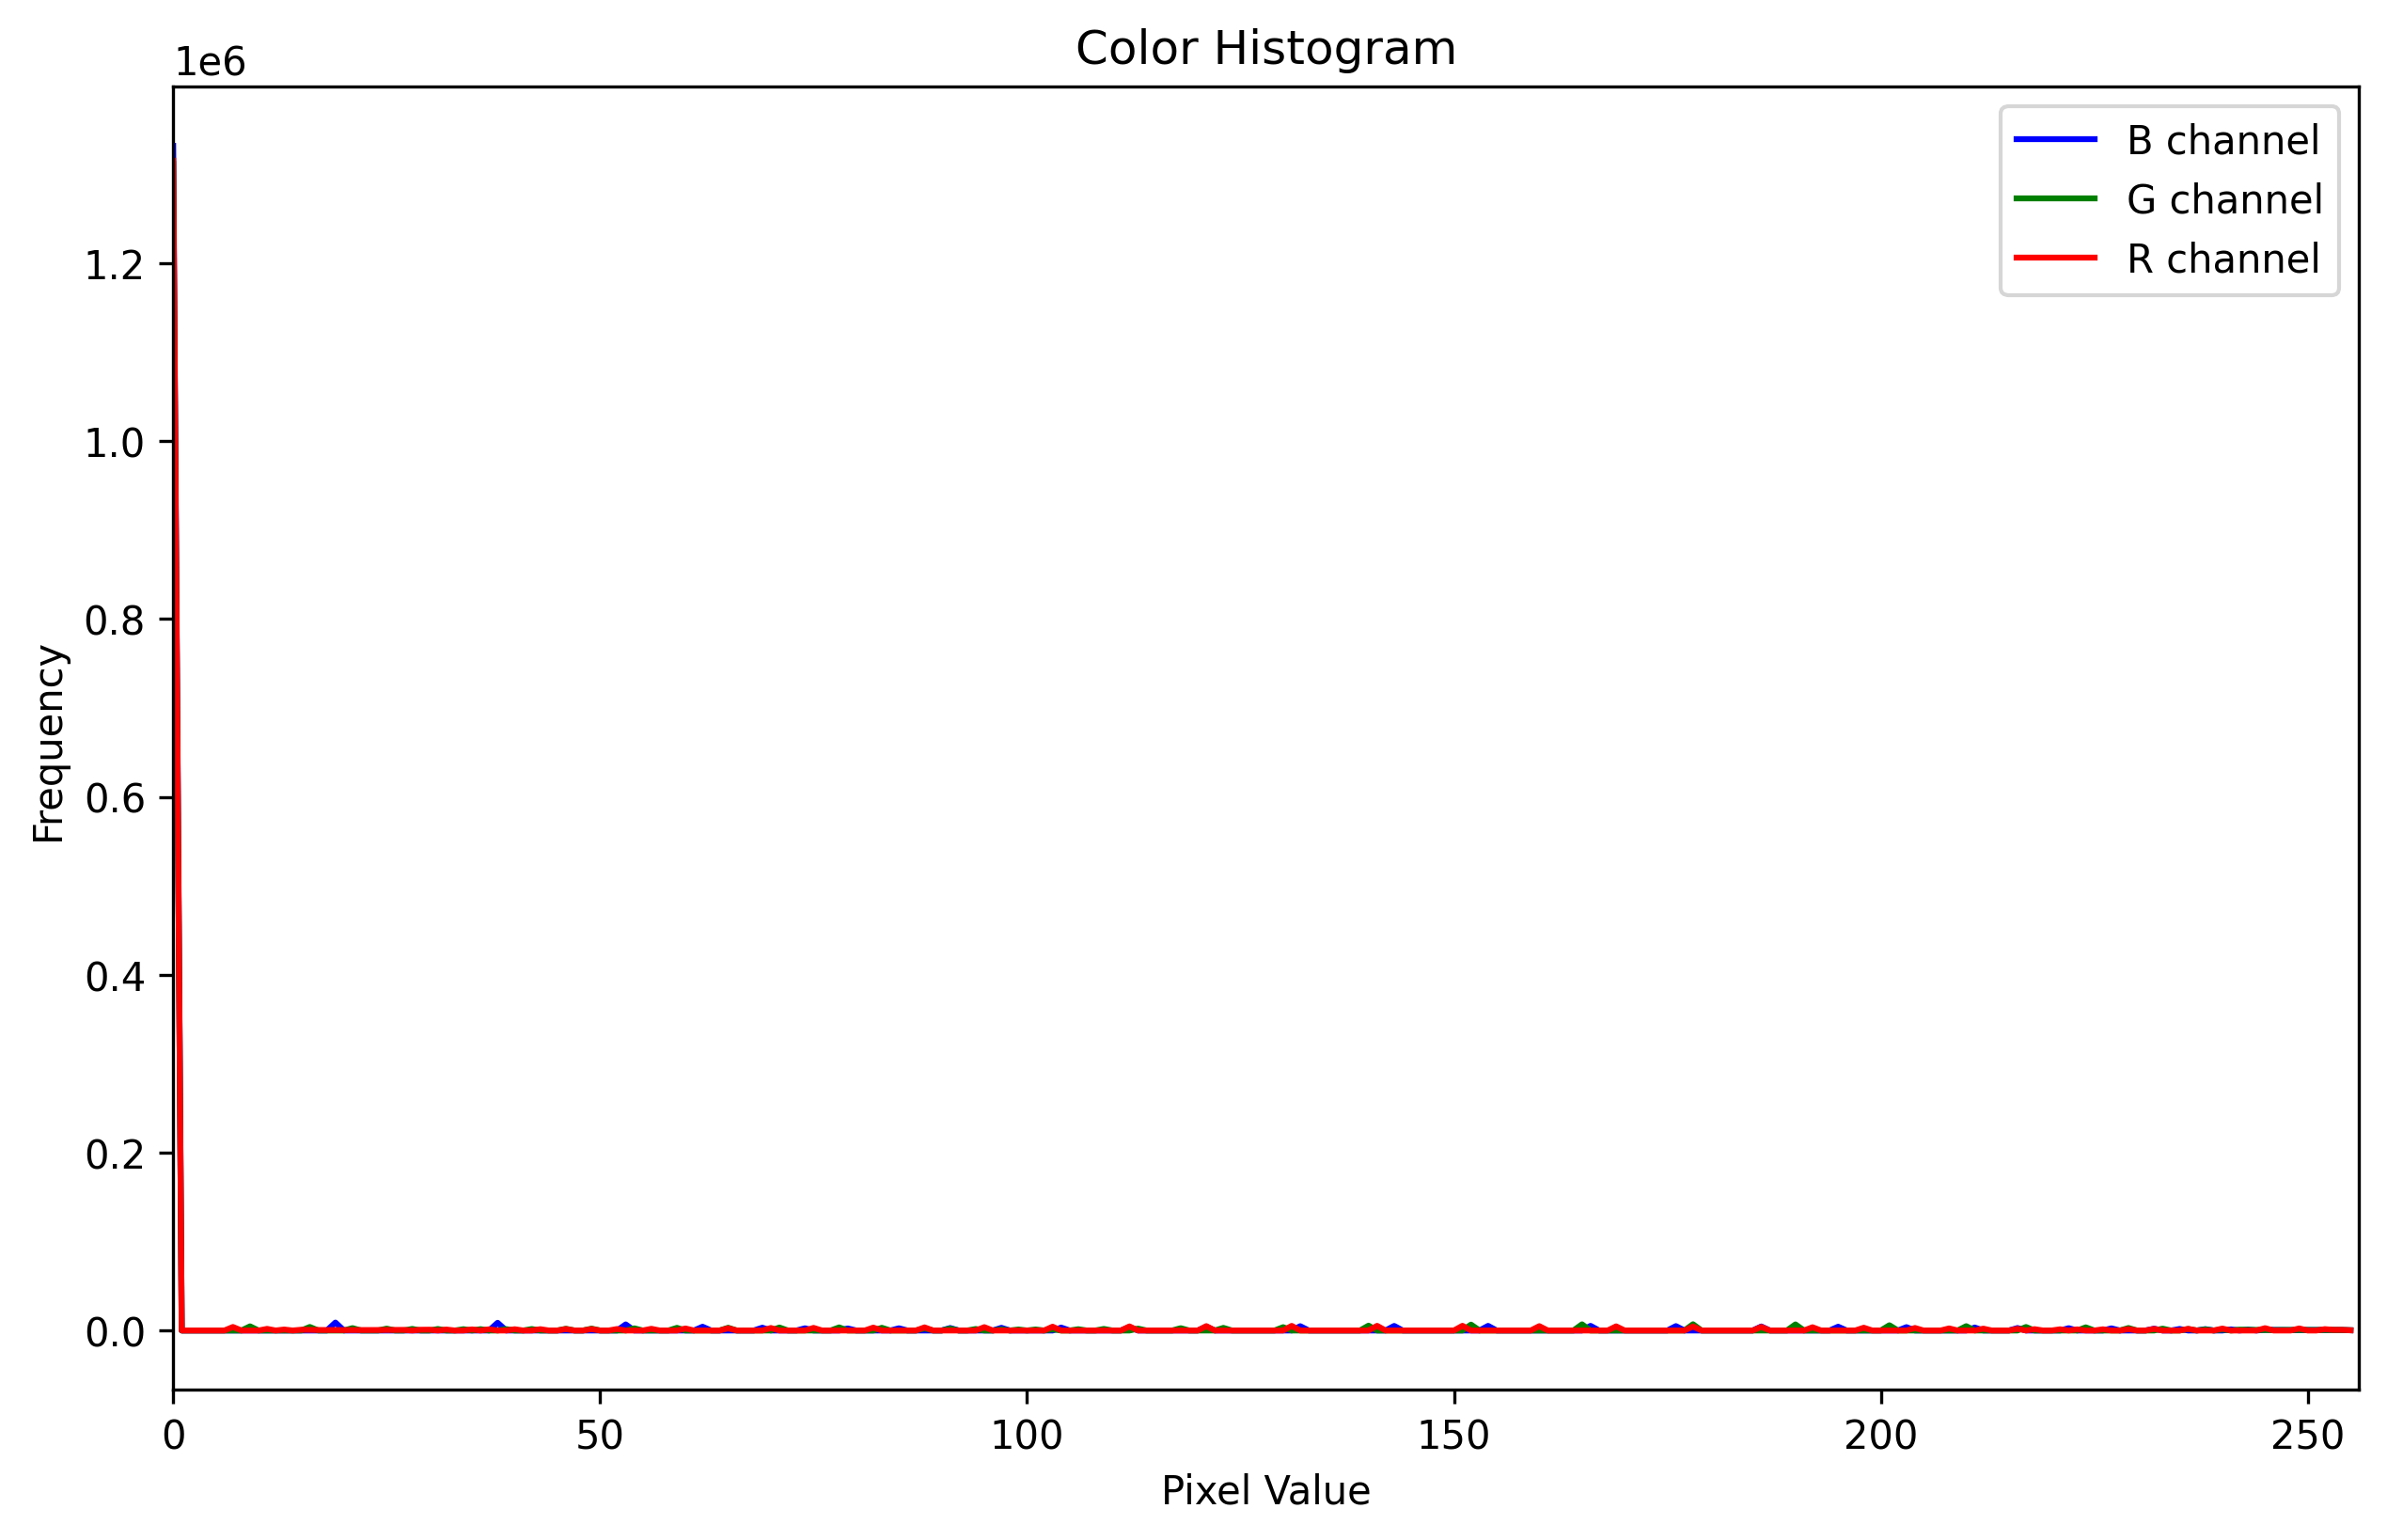 Color Histogram
1e6
B channel
G channel
R channel
1.2
1.0
0.8
0.6
0.4
0.2
0.0
Frequency
0 50 100 150 200 250
Pixel Value